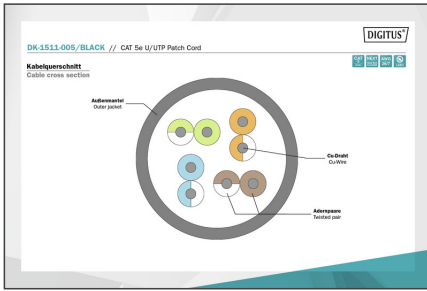 DIGITUS®
DK-1511-005/BLACK // CAT 5e U/UTP Patch Cord
Kabelquerschnitt
Cable cross section
Außenmantel
Outer jacket
Cu-Draht
Cu-Wire
Adernpaare
Twisted pair